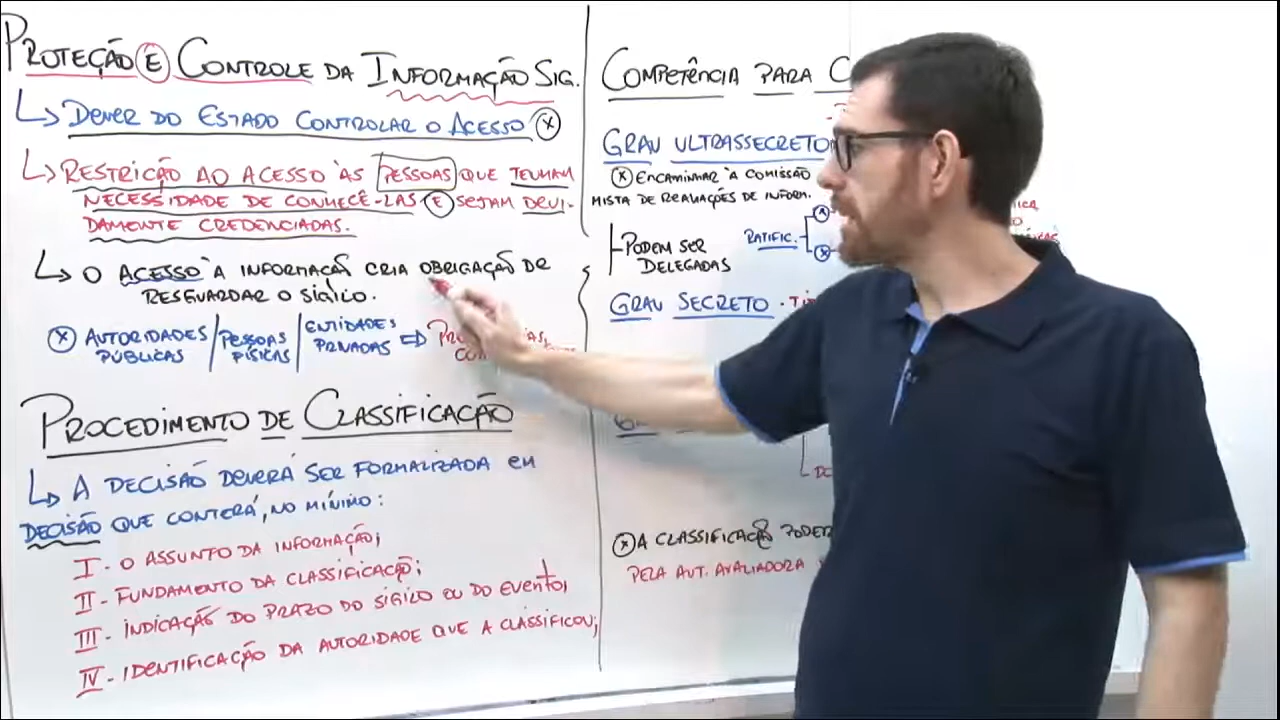 PROTEÇÃO E CONTROLE DA INFORMAÇÃO SIG.
↳ DEVER DO ESTADO CONTROLAR O ACESSO (x)
↳ RESTRIÇÃO AO ACESSO ÀS PESSOAS QUE TENHAM
NECESSIDADE DE CONHECÊ-LAS E SEJAM DEVI-
DAMENTE CREDENCIADAS.
↳ O ACESSO À INFORMAÇÃO CRIA OBRIGAÇÃO DE
RESGUARDAR O SIGILO.
(x) AUTORIDADES PÚBLICAS / PESSOAS FÍSICAS / ENTIDADES PRIVADAS ⇒
PROCEDIMENTO DE CLASSIFICAÇÃO
↳ A DECISÃO DEVERÁ SER FORMALIZADA EM
DECISÃO QUE CONTERÁ, NO MÍNIMO:
I - O ASSUNTO DA INFORMAÇÃO;
II - FUNDAMENTO DA CLASSIFICAÇÃO;
III - INDICAÇÃO DO PRAZO DO SIGILO OU DO EVENTO;
IV - IDENTIFICAÇÃO DA AUTORIDADE QUE A CLASSIFICOU;
COMPETÊNCIA PARA C
GRAU ULTRASSECRETO
(x) ENCAMINHAR À COMISSÃO
MISTA DE REAVAÇÕES DE INFORM.
PODEM SER
DELEGADAS
RATIFIC.
GRAU SECRETO
(x) A CLASSIFICAÇÃO PODER
PELA AUT. AVALIADORA